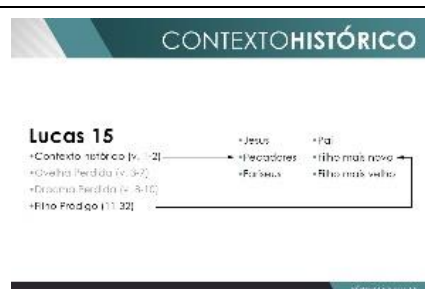 CONTEXTOHISTÓRICO
Lucas 15
•Contexto histórico (v. 1-2)
•Ovelha Perdida (v. 3-7)
•Dracma Perdida (v. 8-10)
•Filho Pródigo (11-32)
•Jesus
•Pecadores
•Fariseus
•Pai
•Filho mais novo
•Filho mais velho